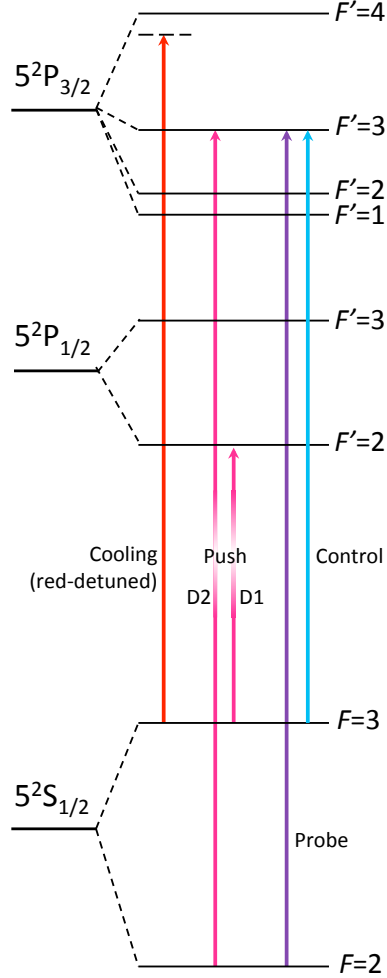 F'=4
5²P₃/₂
F'=3
F'=2
F'=1
F'=3
5²P₁/₂
F'=2
Cooling
(red-detuned)
Push
Control
D2
D1
F=3
5²S₁/₂
Probe
F=2